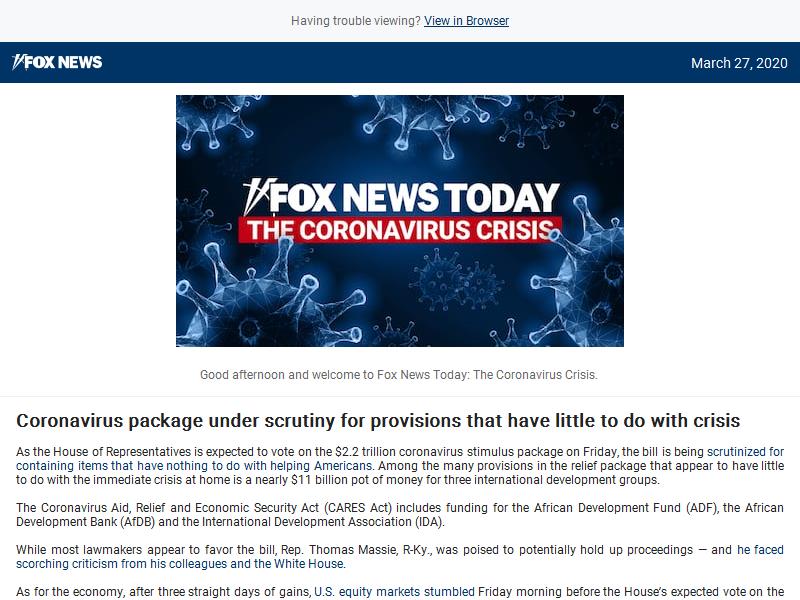 Having trouble viewing? View in Browser
FOX NEWS
March 27, 2020
FOX NEWS TODAY
THE CORONAVIRUS CRISIS
Good afternoon and welcome to Fox News Today: The Coronavirus Crisis.
Coronavirus package under scrutiny for provisions that have little to do with crisis
As the House of Representatives is expected to vote on the $2.2 trillion coronavirus stimulus package on Friday, the bill is being scrutinized for
containing items that have nothing to do with helping Americans. Among the many provisions in the relief package that appear to have little
to do with the immediate crisis at home is a nearly $11 billion pot of money for three international development groups.
The Coronavirus Aid, Relief and Economic Security Act (CARES Act) includes funding for the African Development Fund (ADF), the African
Development Bank (AfDB) and the International Development Association (IDA).
While most lawmakers appear to favor the bill, Rep. Thomas Massie, R-Ky., was poised to potentially hold up proceedings — and he faced
scorching criticism from his colleagues and the White House.
As for the economy, after three straight days of gains, U.S. equity markets stumbled Friday morning before the House's expected vote on the